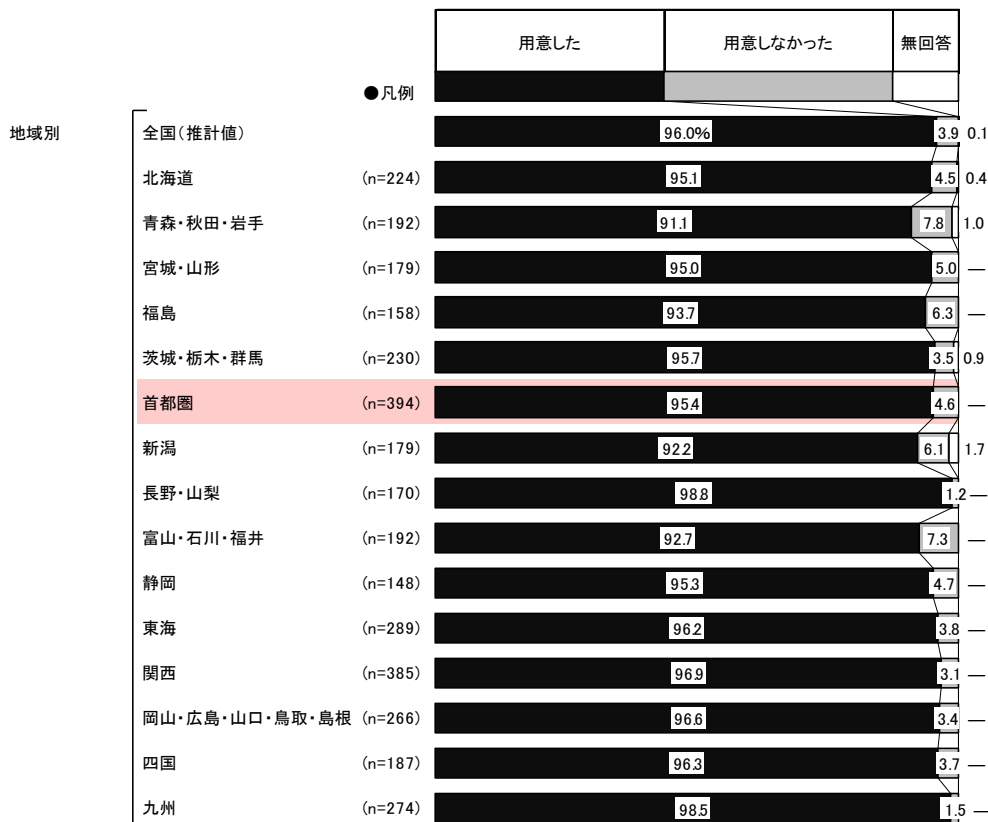 用意した 用意しなかった 無回答
●凡例
地域別 全国(推計値) 96.0% 3.9 0.1
北海道 (n=224) 95.1 4.5 0.4
青森・秋田・岩手 (n=192) 91.1 7.8 1.0
宮城・山形 (n=179) 95.0 5.0 —
福島 (n=158) 93.7 6.3 —
茨城・栃木・群馬 (n=230) 95.7 3.5 0.9
首都圏 (n=394) 95.4 4.6 —
新潟 (n=179) 92.2 6.1 1.7
長野・山梨 (n=170) 98.8 1.2 —
富山・石川・福井 (n=192) 92.7 7.3 —
静岡 (n=148) 95.3 4.7 —
東海 (n=289) 96.2 3.8 —
関西 (n=385) 96.9 3.1 —
岡山・広島・山口・鳥取・島根 (n=266) 96.6 3.4 —
四国 (n=187) 96.3 3.7 —
九州 (n=274) 98.5 1.5 —